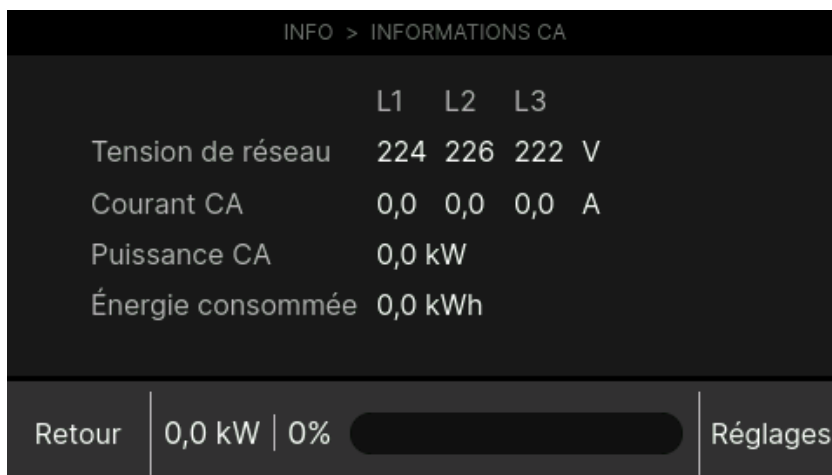 INFO > INFORMATIONS CA
L1 L2 L3
Tension de réseau 224 226 222 V
Courant CA 0,0 0,0 0,0 A
Puissance CA 0,0 kW
Énergie consommée 0,0 kWh
Retour 0,0 kW 0% Réglages